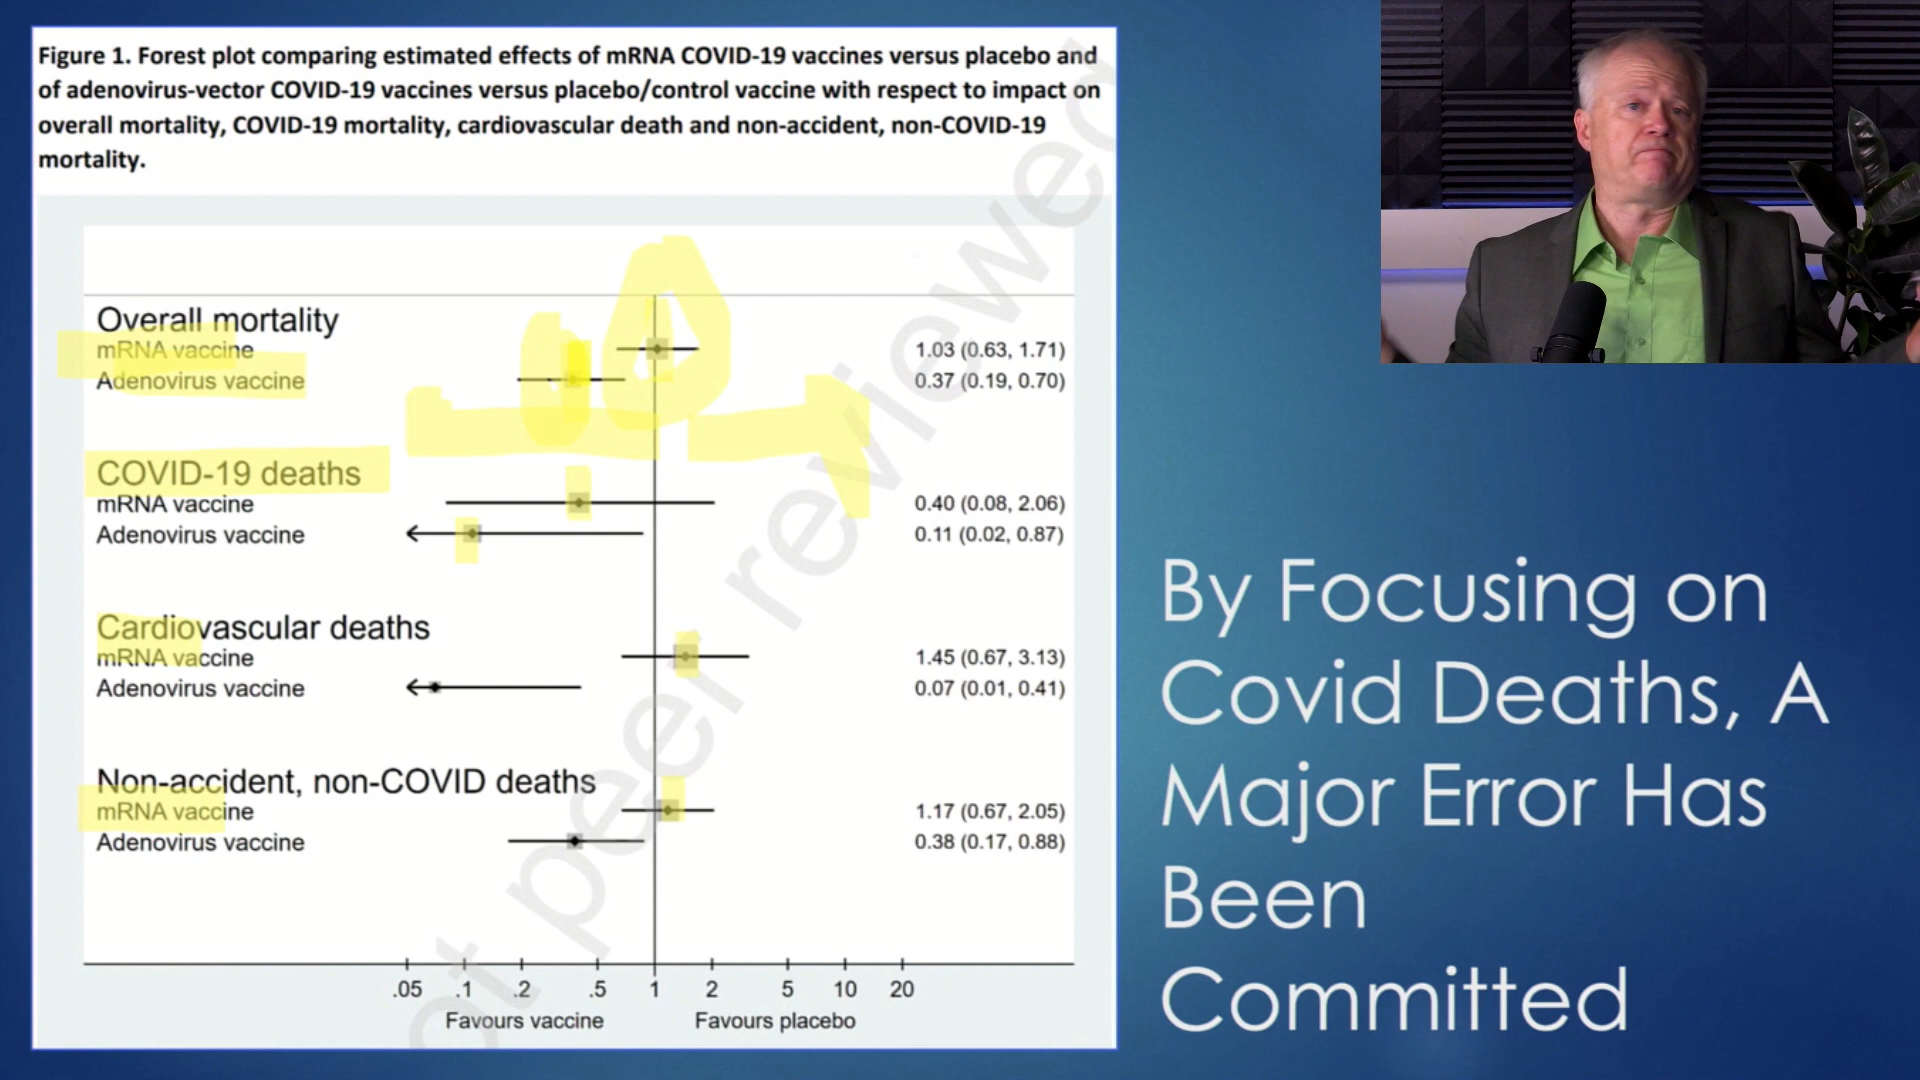 Figure 1. Forest plot comparing estimated effects of mRNA COVID-19 vaccines versus placebo and
of adenovirus-vector COVID-19 vaccines versus placebo/control vaccine with respect to impact on
overall mortality, COVID-19 mortality, cardiovascular death and non-accident, non-COVID-19
mortality.
Overall mortality
mRNA vaccine 1.03 (0.63, 1.71)
Adenovirus vaccine 0.37 (0.19, 0.70)
COVID-19 deaths
mRNA vaccine 0.40 (0.08, 2.06)
Adenovirus vaccine 0.11 (0.02, 0.87)
Cardiovascular deaths
mRNA vaccine 1.45 (0.67, 3.13)
Adenovirus vaccine 0.07 (0.01, 0.41)
Non-accident, non-COVID deaths
mRNA vaccine 1.17 (0.67, 2.05)
Adenovirus vaccine 0.38 (0.17, 0.88)
.05 .1 .2 .5 1 2 5 10 20
Favours vaccine Favours placebo
ot peer reviewed
By Focusing on
Covid Deaths, A
Major Error Has
Been
Committed